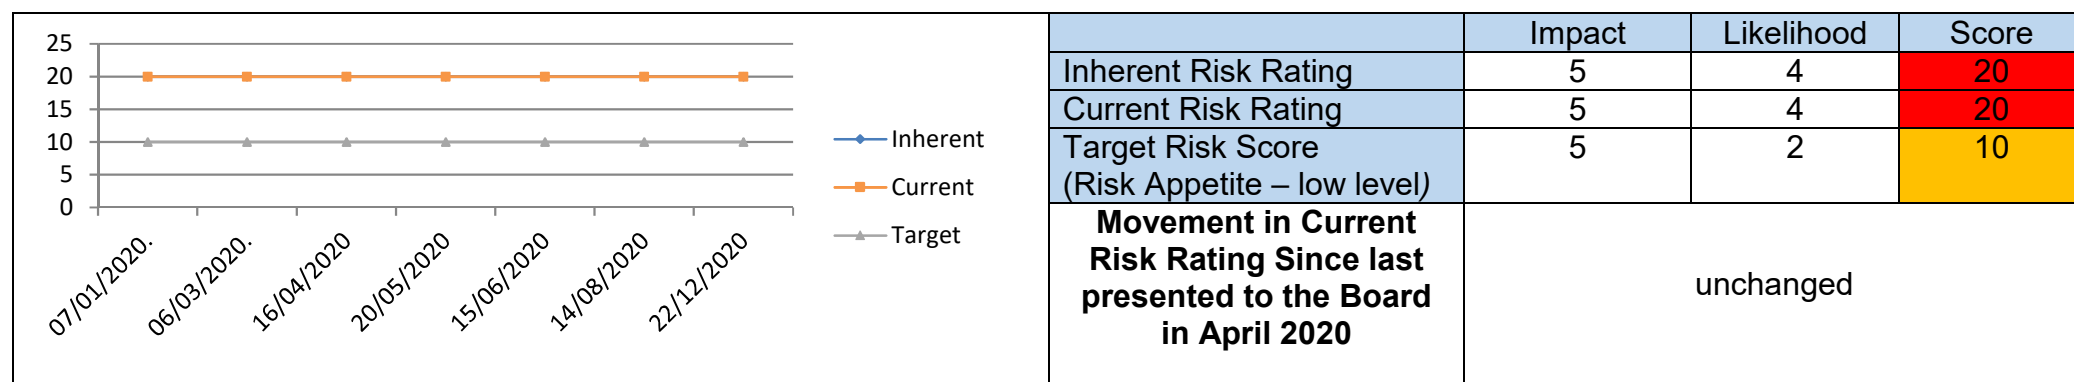 25
20
15
10
5
0
07/01/2020.
06/03/2020.
16/04/2020
20/05/2020
15/06/2020
14/08/2020
22/12/2020
Inherent
Current
Target
Impact Likelihood Score
Inherent Risk Rating 5 4 20
Current Risk Rating 5 4 20
Target Risk Score 5 2 10
(Risk Appetite – low level)
Movement in Current
Risk Rating Since last
presented to the Board
in April 2020
unchanged